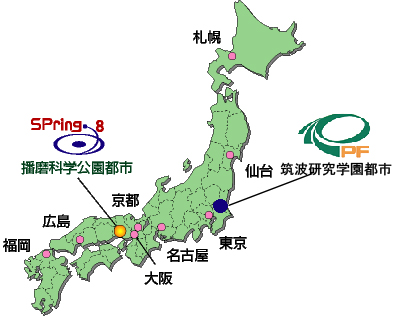 札幌
SPring-8
播磨科学公園都市
PF
筑波研究学園都市
仙台
京都
広島
福岡
東京
名古屋
大阪